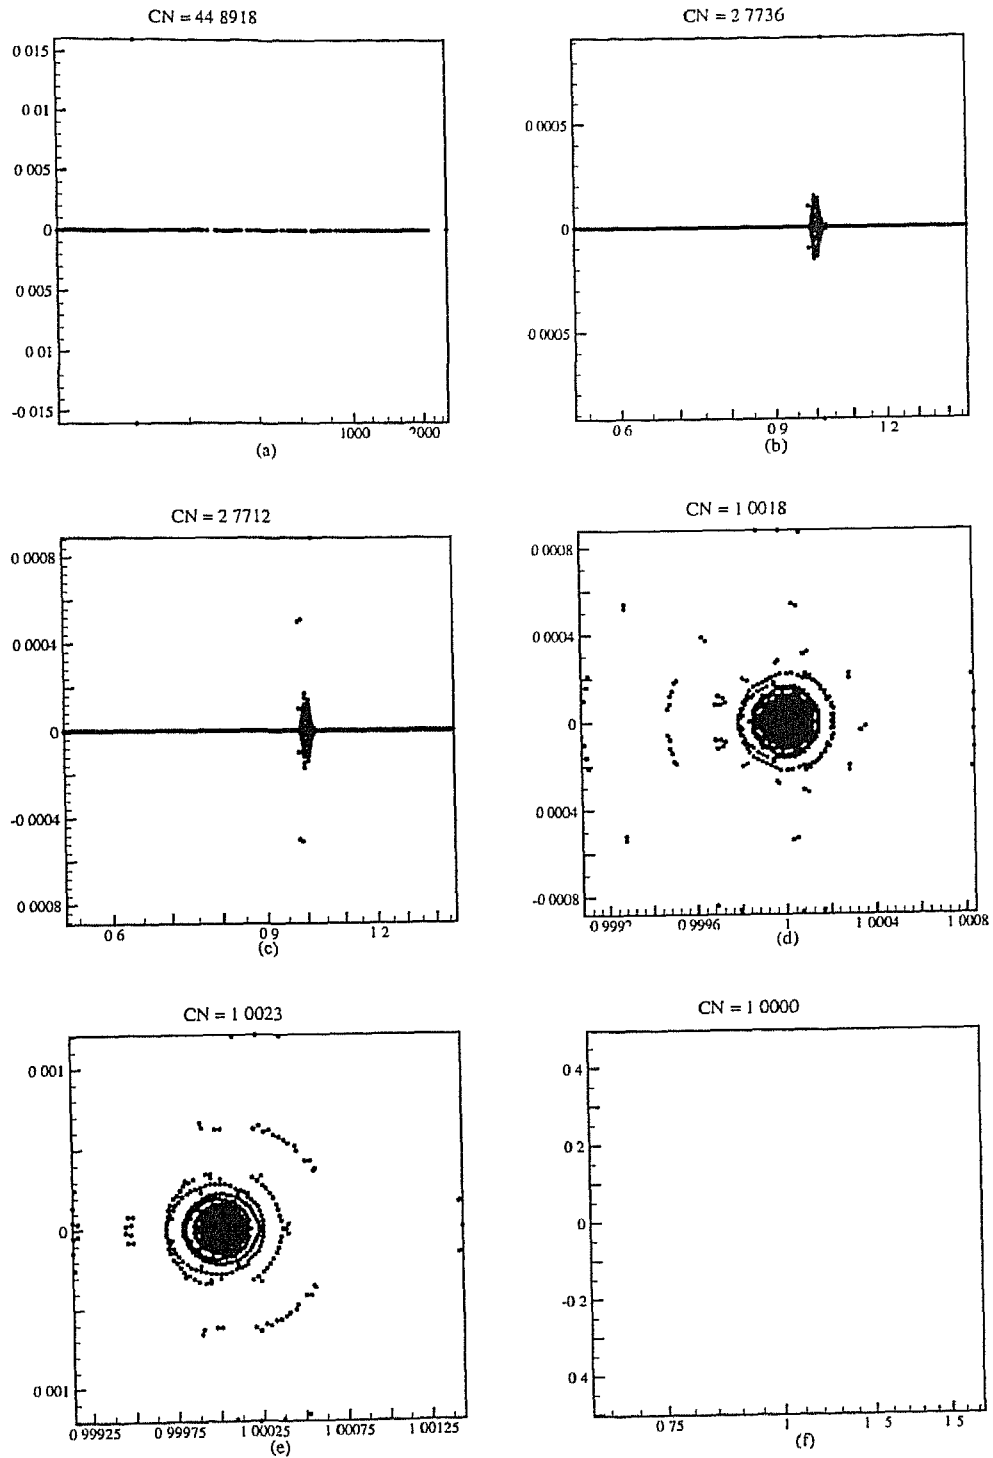 CN = 44 8918
0 015
0 01
0 005
0
0 005
0 01
-0 015
1000 2000
(a)
CN = 2 7736
0 0005
0
0 0005
0 6 0 9 1 2
(b)
CN = 2 7712
0 0008
0 0004
0
-0 0004
0 0008
0 6 0 9 1 2
(c)
CN = 1 0018
0 0008
0 0004
0
0 0004
-0 0008
0 9996 1 1 0004 1 0008
(d)
CN = 1 0023
0 001
0
0 001
0 99925 0 99975 1 00025 1 00075 1 00125
(e)
CN = 1 0000
0 4
0 2
0
-0 2
0 4
0 75 1 1 5 1 5
(f)